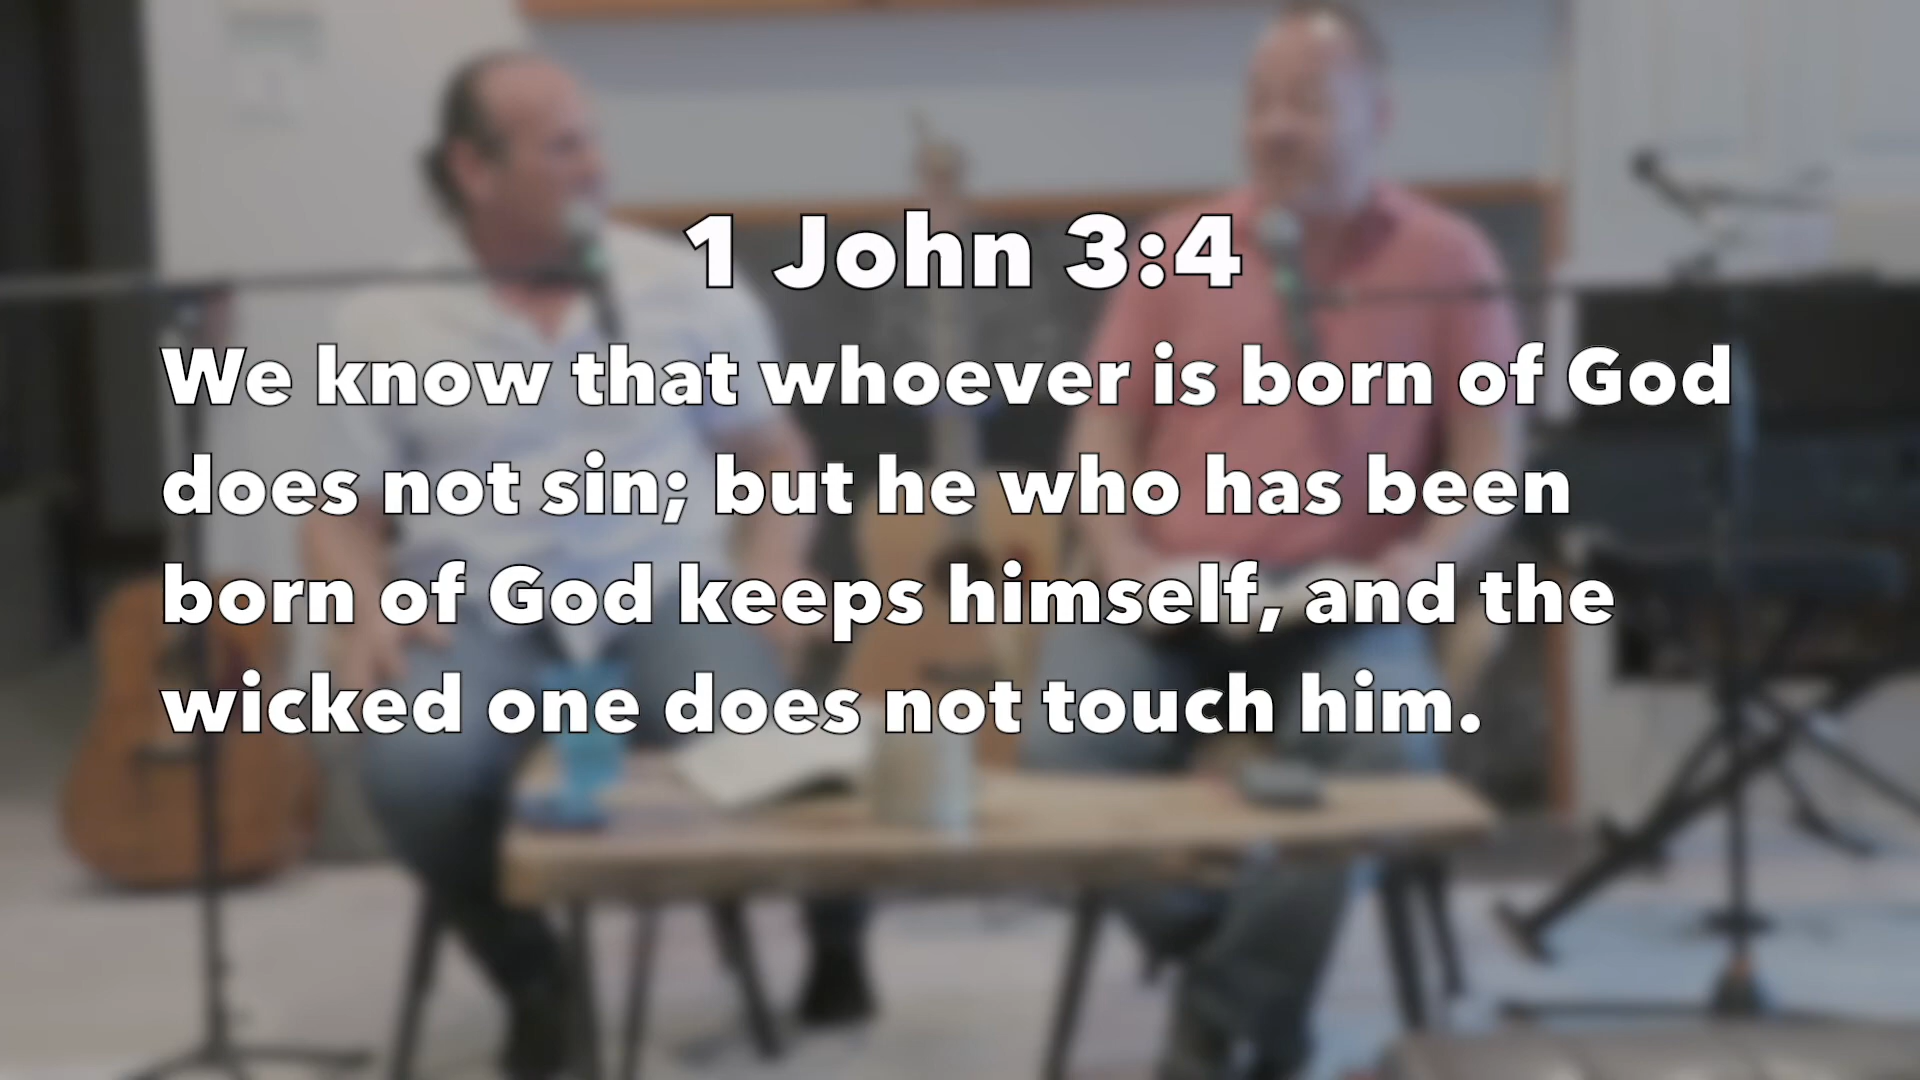 1 John 3:4
We know that whoever is born of God
does not sin; but he who has been
born of God keeps himself, and the
wicked one does not touch him.